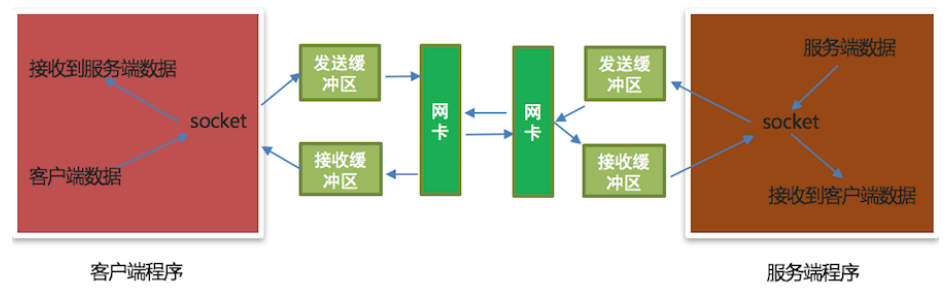 接收到服务端数据
socket
客户端数据
发送缓
冲区
接收缓
冲区
网
卡
网
卡
发送缓
冲区
接收缓
冲区
服务端数据
socket
接收到客户端数据
客户端程序
服务端程序